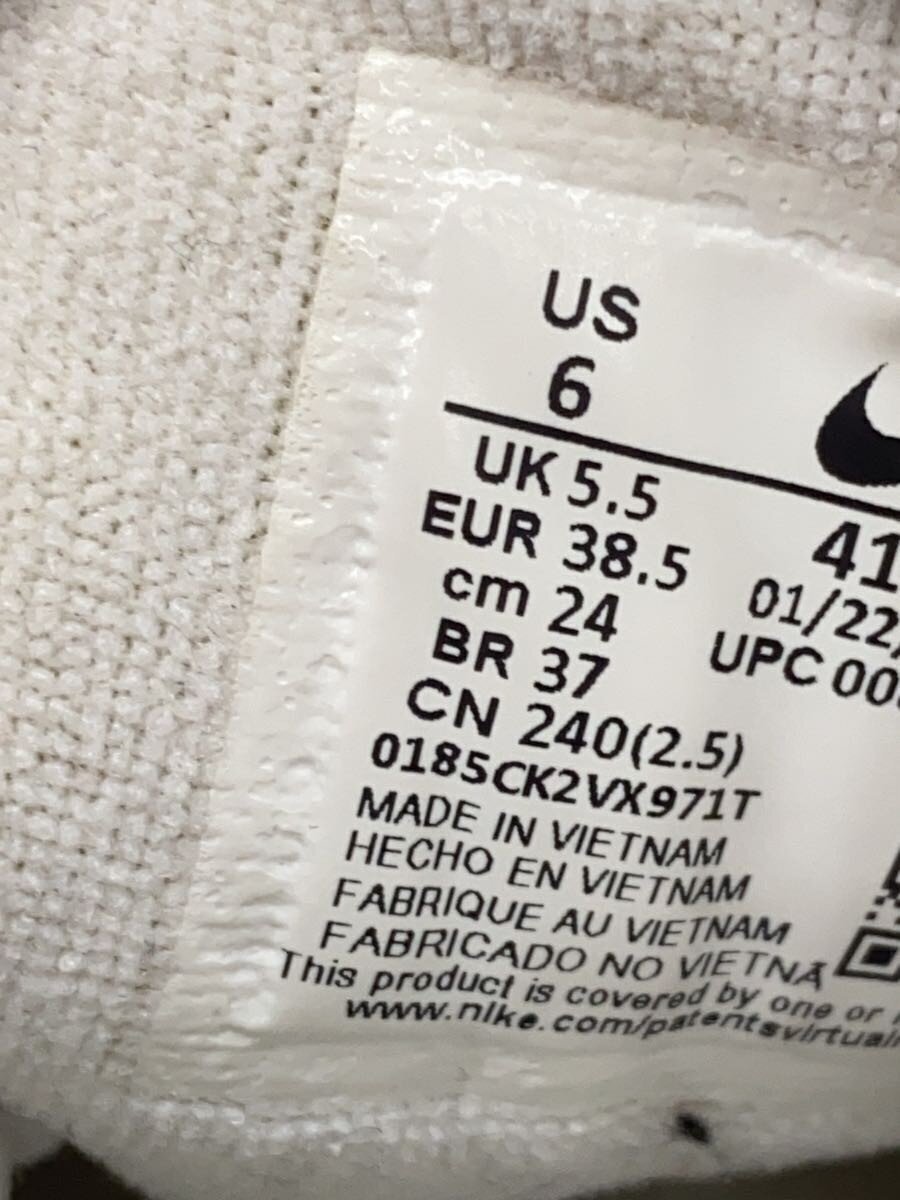 US
6
UK 5.5
EUR 38.5
cm 24
BR 37
CN 240(2.5)
0185CK2VX971T
MADE IN VIETNAM
HECHO EN VIETNAM
FABRIQUE AU VIETNAM
FABRICADO NO VIETNÃ
This product is covered by one or
www.nike.com/patentsvirtual
41
01/22/
UPC 00